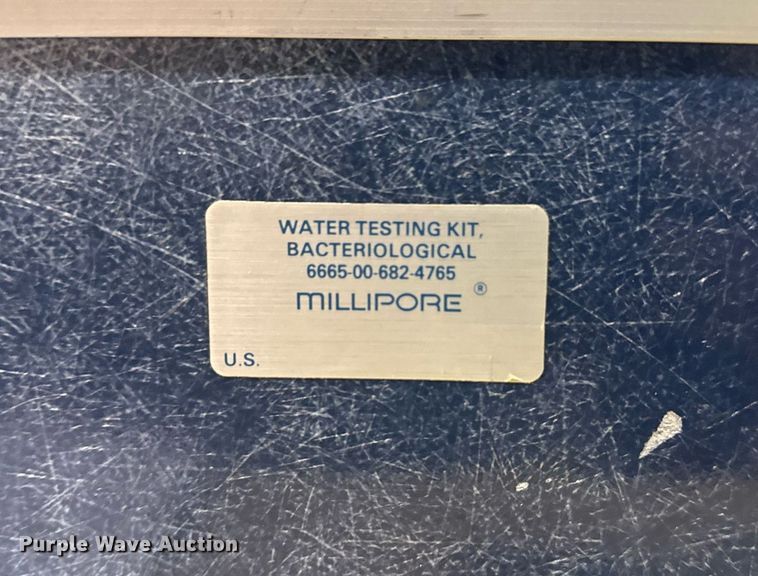 WATER TESTING KIT,
BACTERIOLOGICAL
6665-00-682-4765
MILLIPORE ®
U.S.
Purple Wave Auction